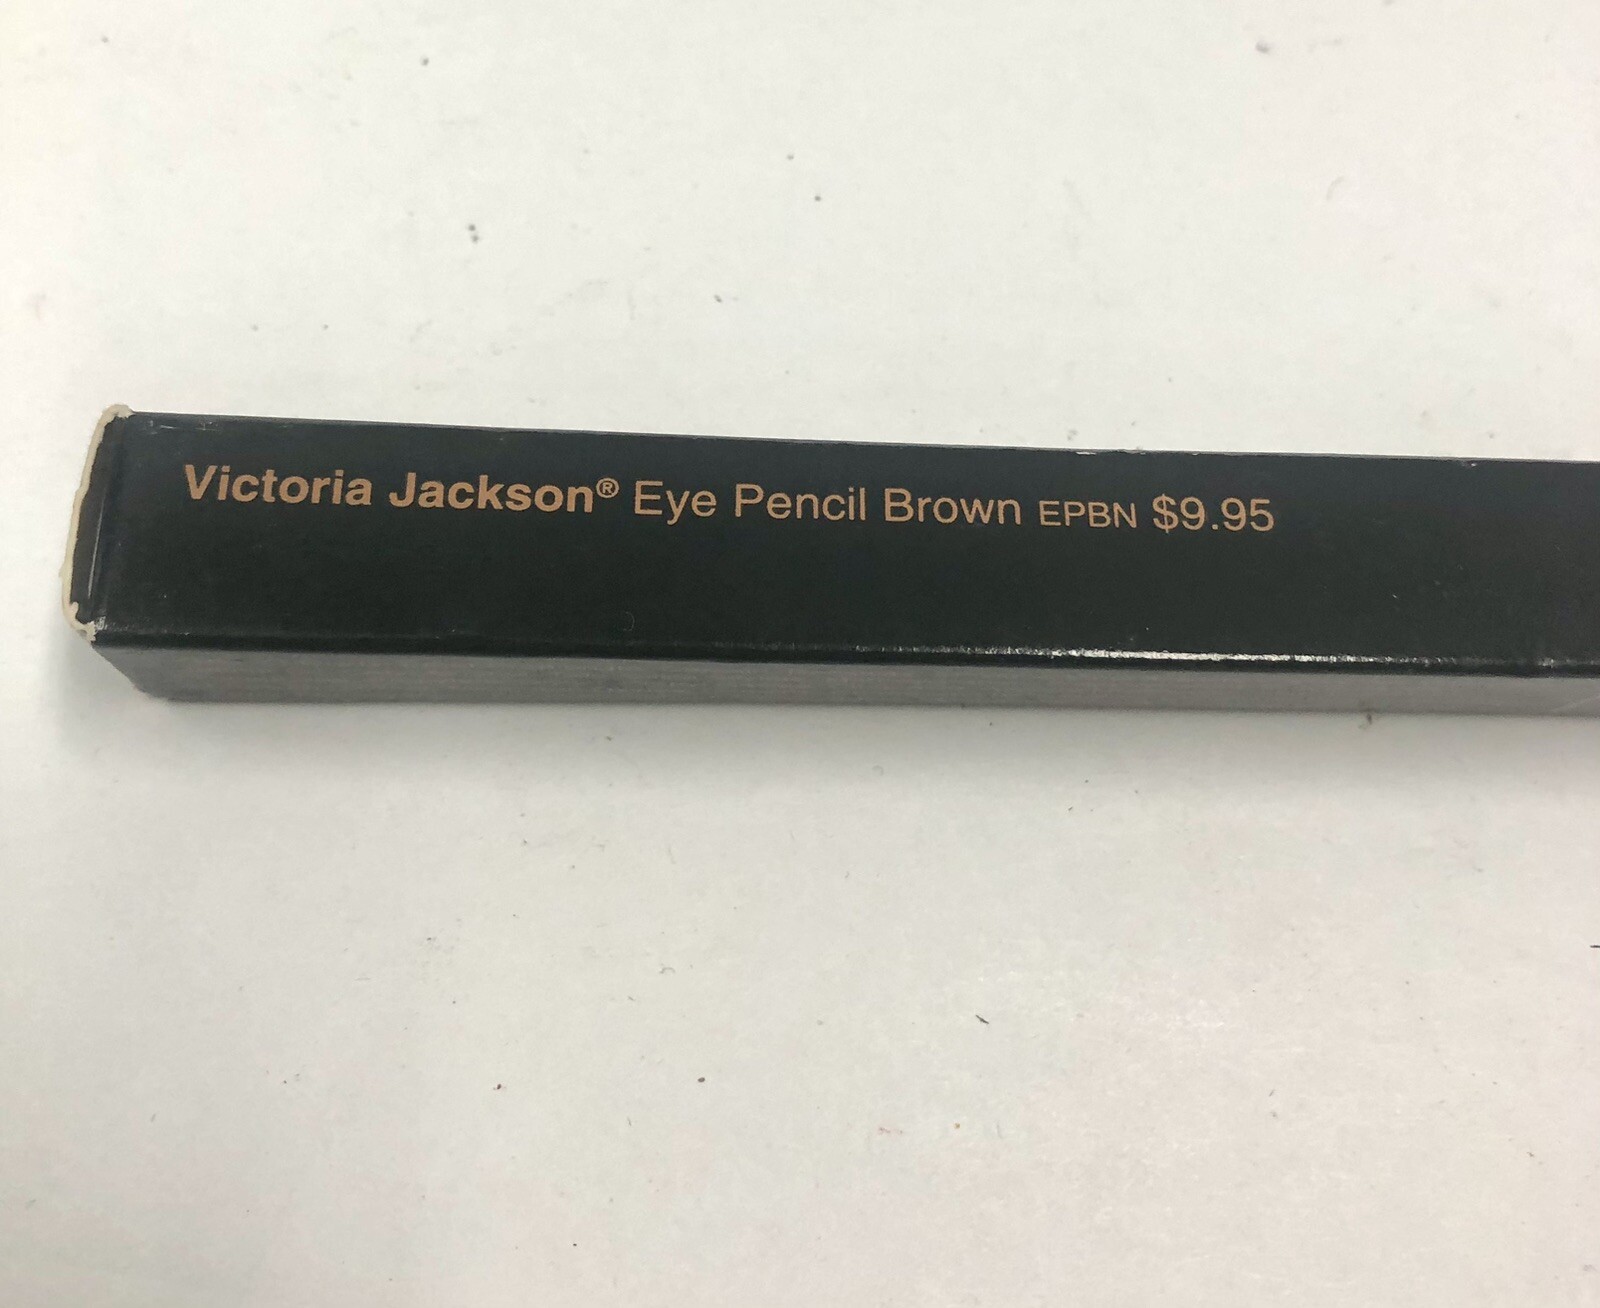 Victoria Jackson® Eye Pencil Brown EPBN $9.95